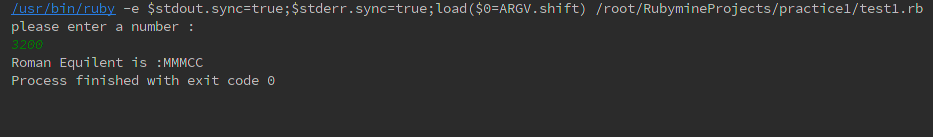 /usr/bin/ruby -e $stdout.sync=true;$stderr.sync=true;load($0=ARGV.shift) /root/RubymineProjects/practice1/test1.rb
please enter a number :
3200
Roman Equilent is :MMMCC
Process finished with exit code 0